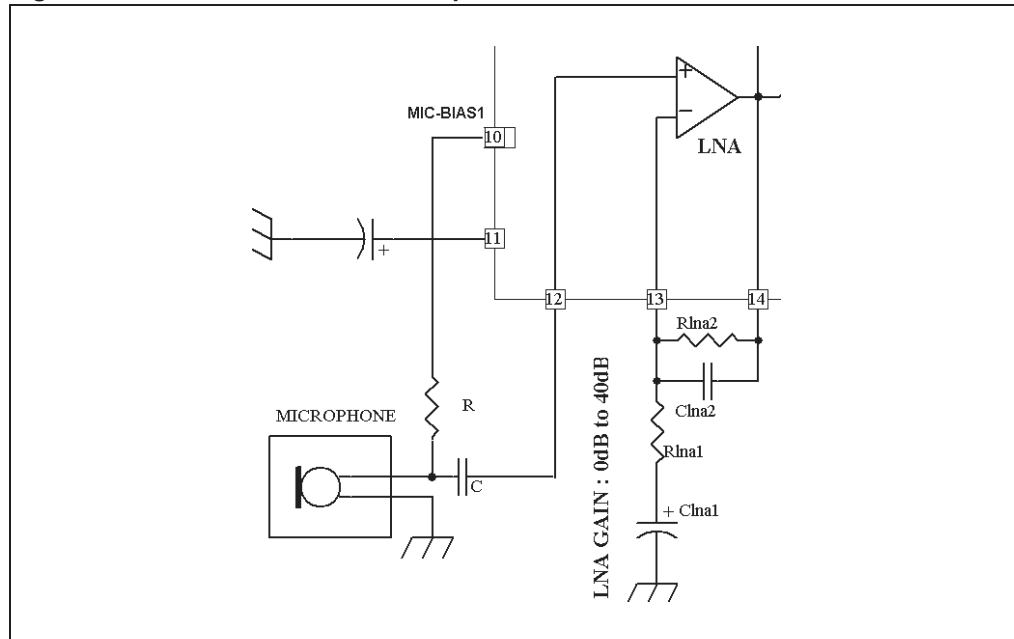 MIC-BIAS1
10
+
−
LNA
11
+
12
13
14
Rlna2
Clna2
R
MICROPHONE
Rlna1
C
+ Clna1
LNA GAIN : 0dB to 40dB